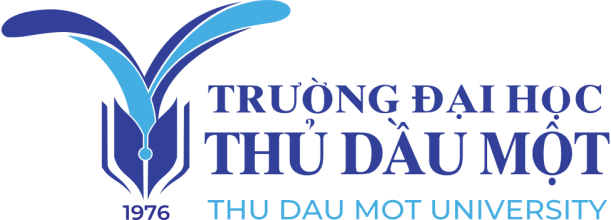 TRƯỜNG ĐẠI HỌC
THỦ DẦU MỘT
THU DAU MOT UNIVERSITY
1976